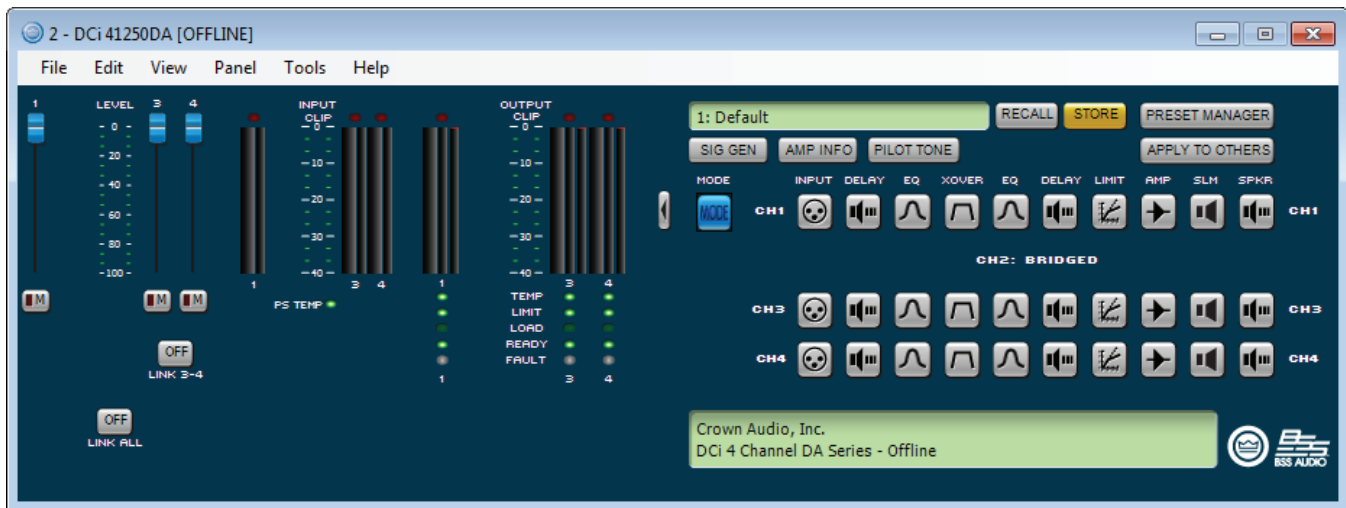 2 - DCi 41250DA [OFFLINE]
File Edit View Panel Tools Help
1 LEVEL 3 4
- 0 -
- 20 -
- 40 -
- 60 -
- 80 -
-100 -
M M M
OFF
LINK 3-4
OFF
LINK ALL
INPUT
CLIP
- 0 -
-10 -
-20 -
-30 -
-40 -
1 3 4
PS TEMP
OUTPUT
CLIP
- 0 -
-10 -
-20 -
-30 -
-40 -
1 3 4
TEMP
LIMIT
LOAD
READY
FAULT
1 3 4
1: Default RECALL STORE PRESET MANAGER
SIG GEN AMP INFO PILOT TONE APPLY TO OTHERS
MODE INPUT DELAY EQ XOVER EQ DELAY LIMIT AMP SLM SPKR
MODE CH1 CH1
CH2: BRIDGED
CH3 CH3
CH4 CH4
Crown Audio, Inc.
DCi 4 Channel DA Series - Offline
BSS
BSS AUDIO